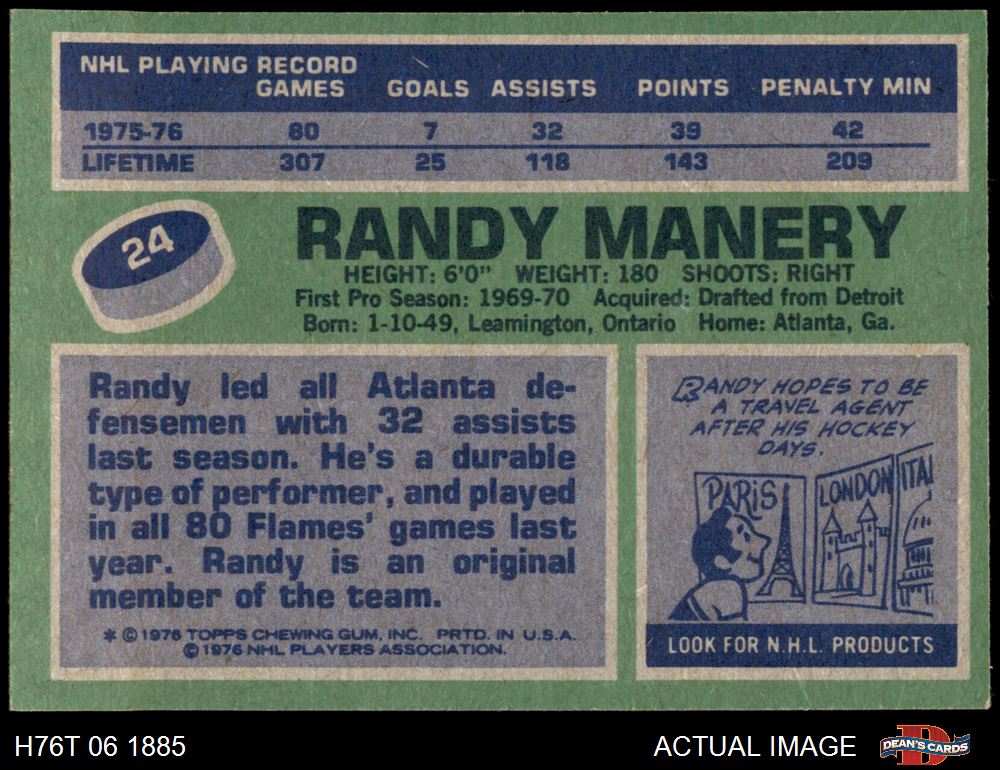 NHL PLAYING RECORD
GAMES GOALS ASSISTS POINTS PENALTY MIN
1975-76 80 7 32 39 42
LIFETIME 307 25 118 143 209
24
RANDY MANERY
HEIGHT: 6'0" WEIGHT: 180 SHOOTS: RIGHT
First Pro Season: 1969-70 Acquired: Drafted from Detroit
Born: 1-10-49, Leamington, Ontario Home: Atlanta, Ga.
Randy led all Atlanta de-
fensemen with 32 assists
last season. He's a durable
type of performer, and played
in all 80 Flames' games last
year. Randy is an original
member of the team.
* © 1976 TOPPS CHEWING GUM, INC. PRTD. IN U.S.A.
© 1976 NHL PLAYERS ASSOCIATION.
RANDY HOPES TO BE
A TRAVEL AGENT
AFTER HIS HOCKEY
DAYS.
PARIS LONDON ITAL
LOOK FOR N.H.L. PRODUCTS
H76T 06 1885 ACTUAL IMAGE DEAN'S CARDS